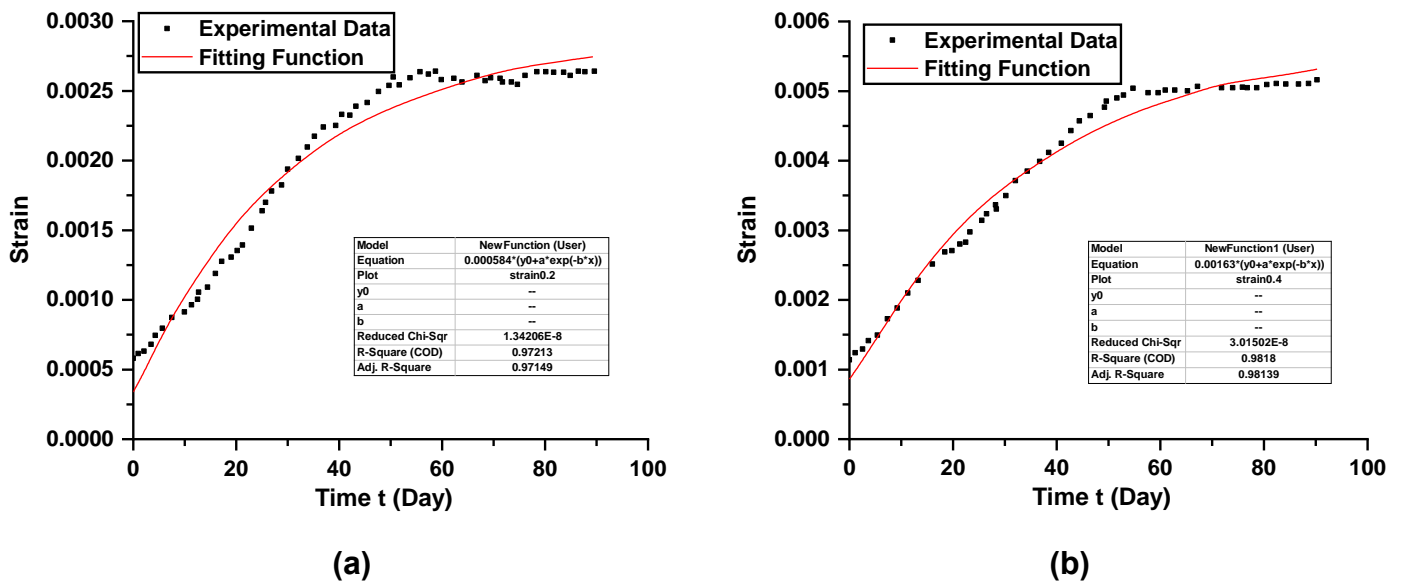 Experimental Data
Fitting Function
0.0030
0.0025
0.0020
0.0015
0.0010
0.0005
0.0000
Strain
0 20 40 60 80 100
Time t (Day)
Model NewFunction (User)
Equation 0.000584*(y0+a*exp(-b*x))
Plot strain0.2
y0 --
a --
b --
Reduced Chi-Sqr 1.34206E-8
R-Square (COD) 0.97213
Adj. R-Square 0.97149
(a)
Experimental Data
Fitting Function
0.006
0.005
0.004
0.003
0.002
0.001
0.000
Strain
0 20 40 60 80 100
Time t (Day)
Model NewFunction1 (User)
Equation 0.00163*(y0+a*exp(-b*x))
Plot strain0.4
y0 --
a --
b --
Reduced Chi-Sqr 3.01502E-8
R-Square (COD) 0.9818
Adj. R-Square 0.98139
(b)